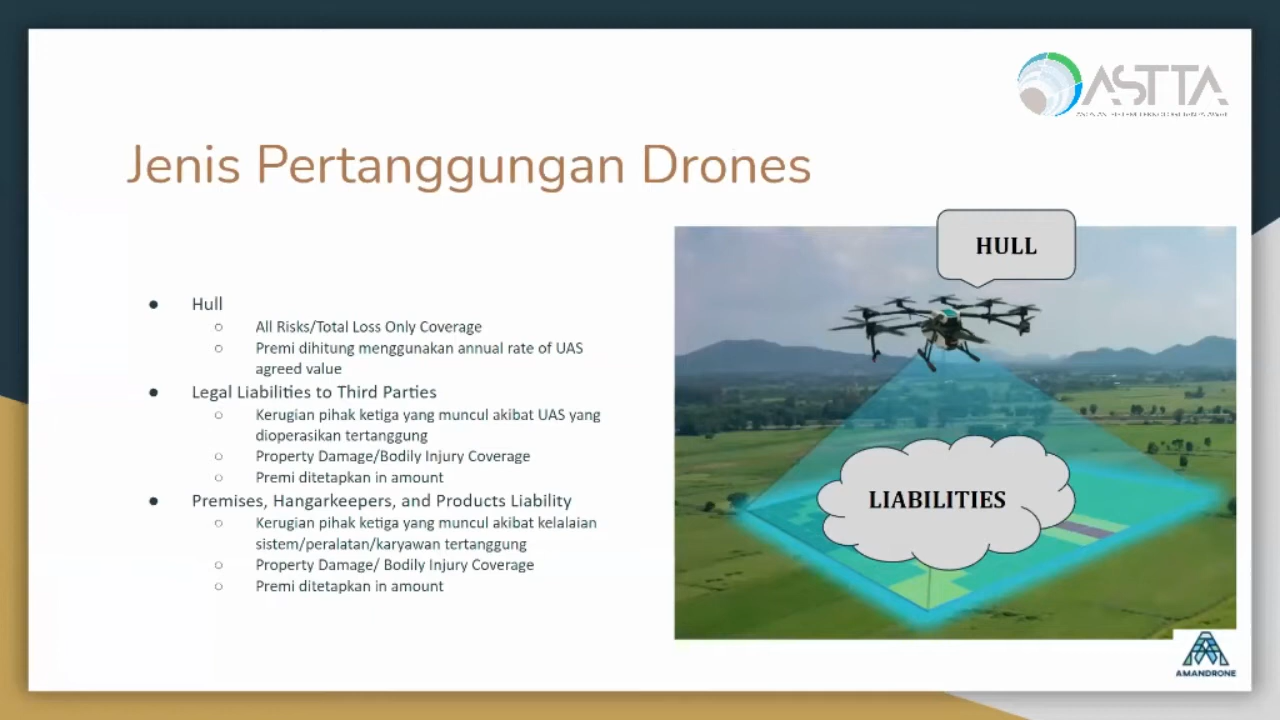 ASTTA
Jenis Pertanggungan Drones
HULL
● Hull
○ All Risks/Total Loss Only Coverage
○ Premi dihitung menggunakan annual rate of UAS
agreed value
● Legal Liabilities to Third Parties
○ Kerugian pihak ketiga yang muncul akibat UAS yang
dioperasikan tertanggung
○ Property Damage/Bodily Injury Coverage
○ Premi ditetapkan in amount
● Premises, Hangarkeepers, and Products Liability
○ Kerugian pihak ketiga yang muncul akibat kelalaian
sistem/peralatan/karyawan tertanggung
○ Property Damage/ Bodily Injury Coverage
○ Premi ditetapkan in amount
LIABILITIES
AMANDRONE